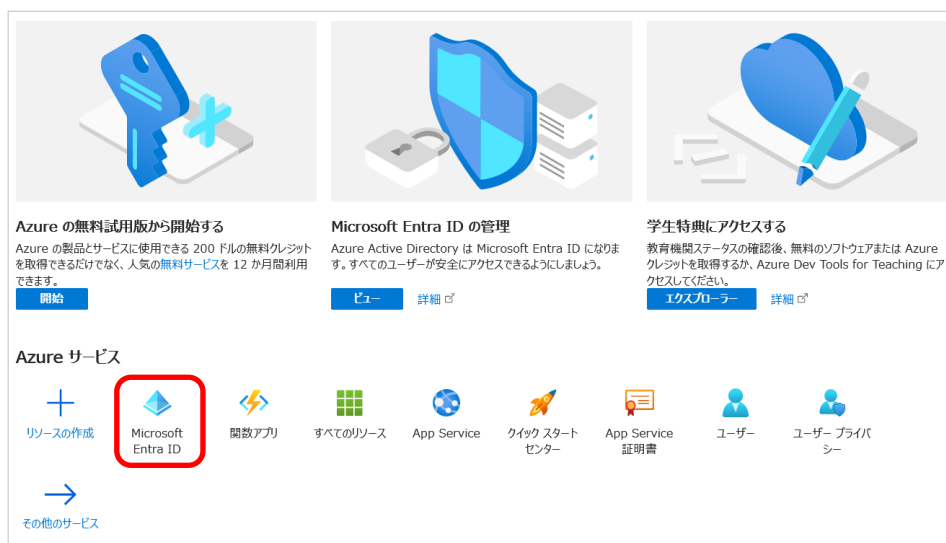 Azure の無料試用版から開始する
Azure の製品とサービスに使用できる 200 ドルの無料クレジット
を取得できるだけでなく、人気の無料サービスを 12 か月間利用
できます。
開始
Microsoft Entra ID の管理
Azure Active Directory は Microsoft Entra ID になりま
す。すべてのユーザーが安全にアクセスできるようにしましょう。
ビュー 詳細
学生特典にアクセスする
教育機関ステータスの確認後、無料のソフトウェアまたは Azure
クレジットを取得するか、Azure Dev Tools for Teaching にア
クセスしてください。
エクスプローラー 詳細
Azure サービス
リソースの作成
Microsoft
Entra ID
関数アプリ
すべてのリソース
App Service
クイック スタート
センター
App Service
証明書
ユーザー
ユーザー プライバ
シー
その他のサービス